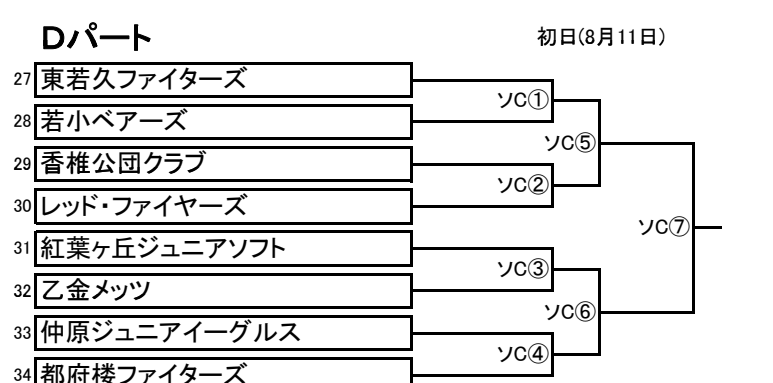 Dパート 初日(8月11日)
27 東若久ファイターズ
ソC①
28 若小ベアーズ
ソC⑤
29 香椎公団クラブ
ソC②
30 レッド・ファイヤーズ
ソC⑦
31 紅葉ヶ丘ジュニアソフト
ソC③
32 乙金メッツ
ソC⑥
33 仲原ジュニアイーグルス
ソC④
34 都府楼ファイターズ